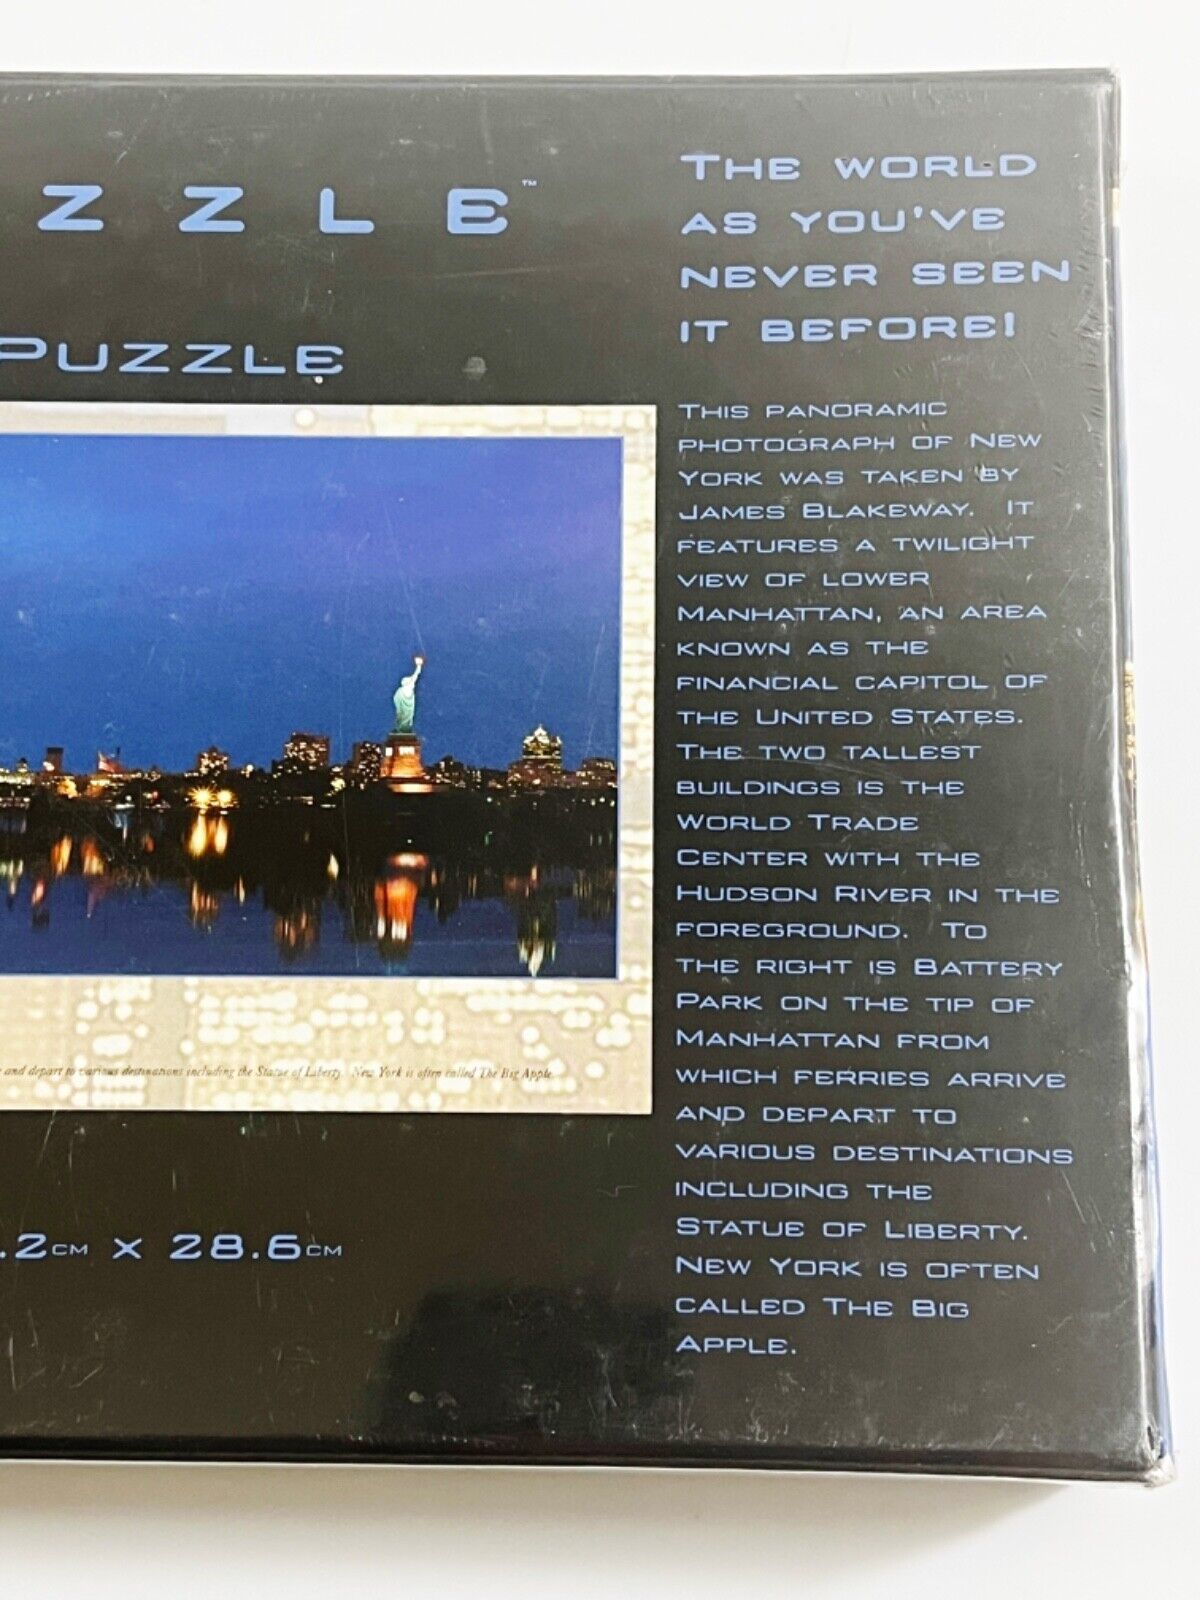 ZZLE™
PUZZLE
and depart to various destinations including the Statue of Liberty. New York is often called The Big Apple.
.2CM X 28.6CM
THE WORLD
AS YOU'VE
NEVER SEEN
IT BEFORE!
THIS PANORAMIC
PHOTOGRAPH OF NEW
YORK WAS TAKEN BY
JAMES BLAKEWAY. IT
FEATURES A TWILIGHT
VIEW OF LOWER
MANHATTAN, AN AREA
KNOWN AS THE
FINANCIAL CAPITOL OF
THE UNITED STATES.
THE TWO TALLEST
BUILDINGS IS THE
WORLD TRADE
CENTER WITH THE
HUDSON RIVER IN THE
FOREGROUND. TO
THE RIGHT IS BATTERY
PARK ON THE TIP OF
MANHATTAN FROM
WHICH FERRIES ARRIVE
AND DEPART TO
VARIOUS DESTINATIONS
INCLUDING THE
STATUE OF LIBERTY.
NEW YORK IS OFTEN
CALLED THE BIG
APPLE.